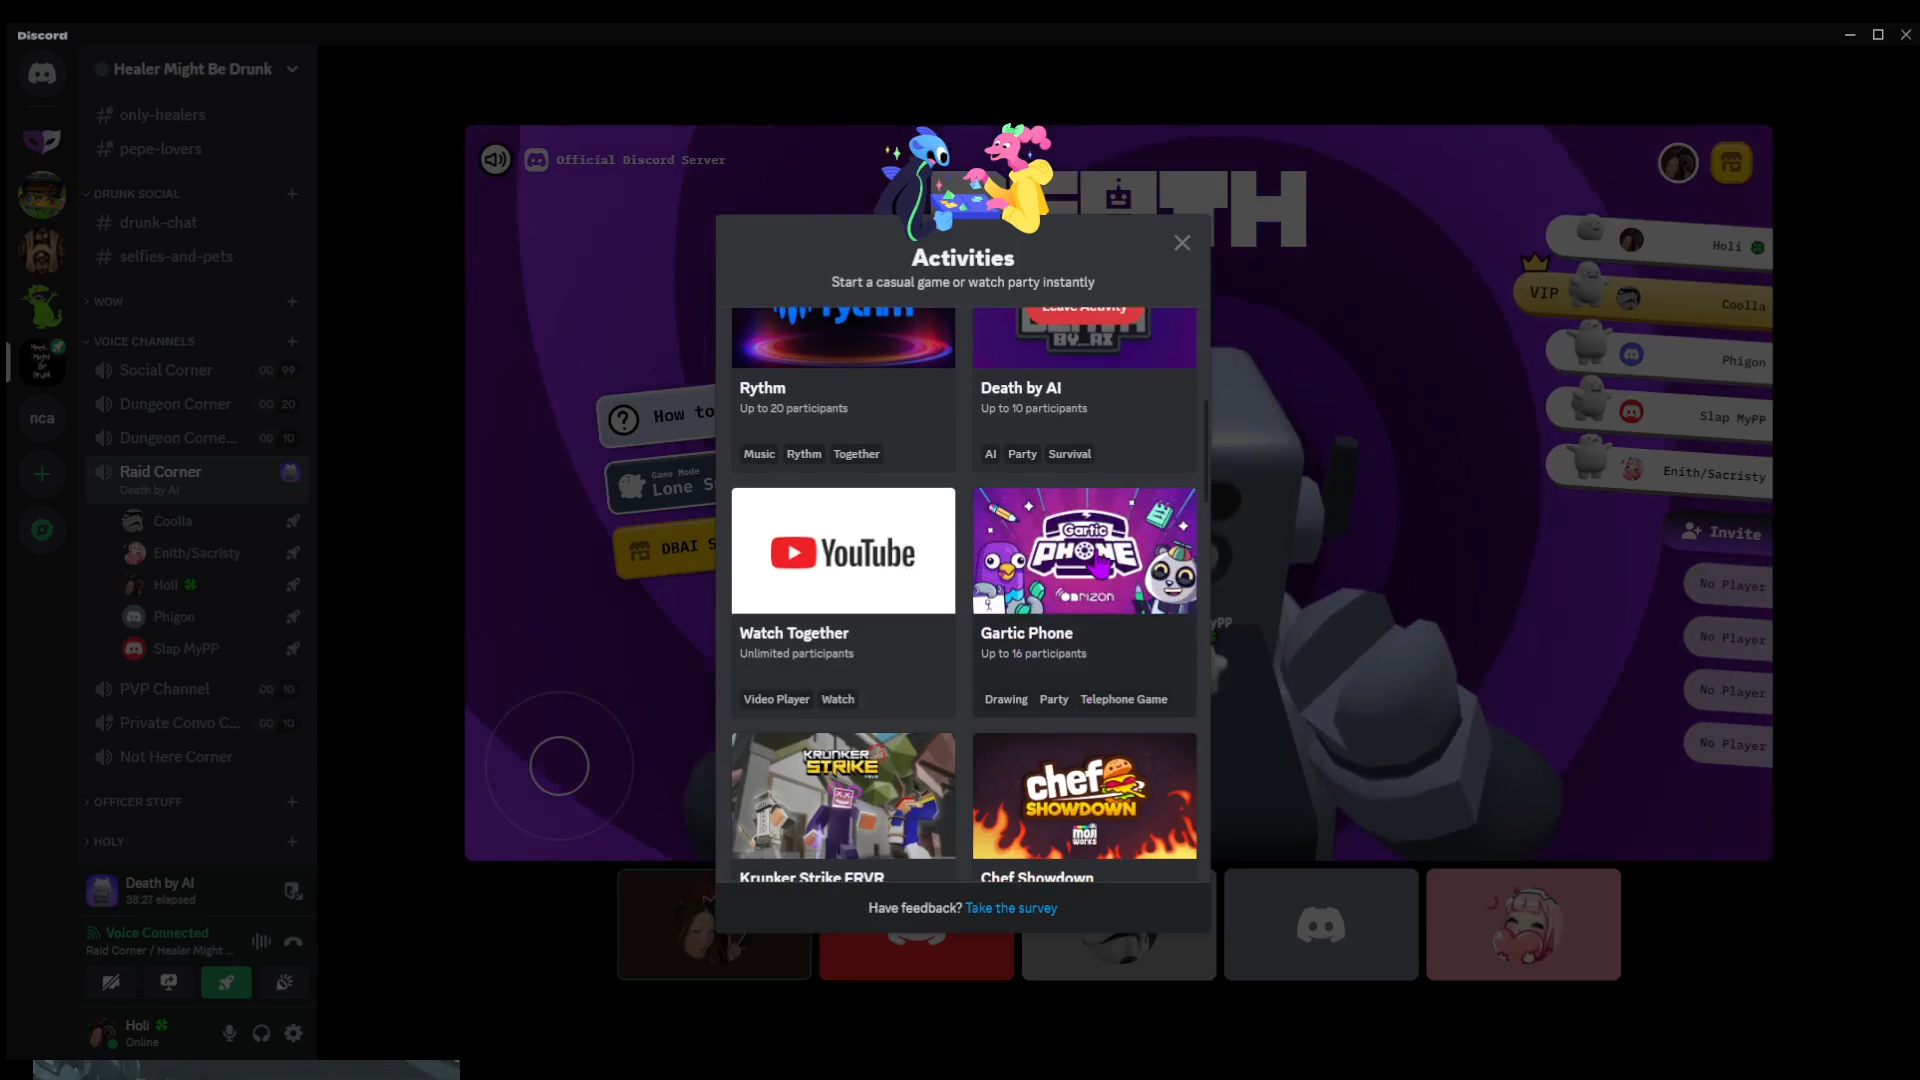 Discord
Healer Might Be Drunk
only-healers
pepe-lovers
DRUNK SOCIAL
drunk-chat
selfies-and-pets
WOW
VOICE CHANNELS
Social Corner 00 99
Dungeon Corner 00 20
Dungeon Corne... 00 10
Raid Corner
Death by AI
Coolla
Enith/Sacristy
Holi
Phigon
Slap MyPP
PVP Channel 00 10
Private Convo C... 00 10
Not Here Corner
OFFICER STUFF
HOLY
nca
Death by AI
38:27 elapsed
Voice Connected
Raid Corner / Healer Might ...
Holi
Online
Official Discord Server
How to
Game Mode
DBAI S
Activities
Start a casual game or watch party instantly
Rythm
Up to 20 participants
Music Rythm Together
Leave Activity
BY_AI
Death by AI
Up to 10 participants
AI Party Survival
YouTube
Watch Together
Unlimited participants
Video Player Watch
Gartic
PHONE
Gartic Phone
Up to 16 participants
Drawing Party Telephone Game
KRUNKER
STRIKE
Krunker Strike FRVR
chef
SHOWDOWN
moji
works
Chef Showdown
Have feedback? Take the survey
Holi
VIP
Coolla
Phigon
Slap MyPP
Enith/Sacristy
Invite
No Player
No Player
No Player
No Player